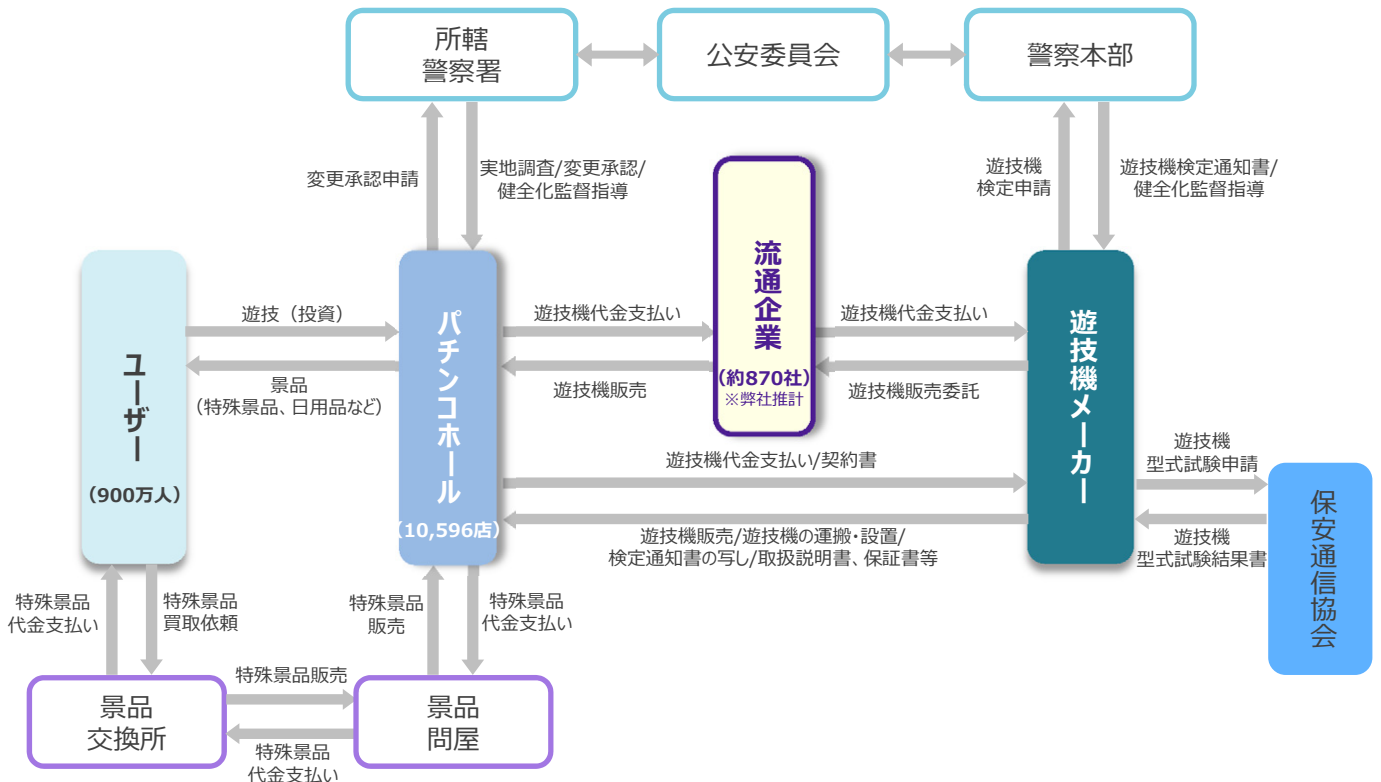 所轄
警察署
公安委員会
警察本部
変更承認申請
実地調査/変更承認/
健全化監督指導
遊技機
検定申請
遊技機検定通知書/
健全化監督指導
ユーザー
（900万人）
遊技（投資）
景品
（特殊景品、日用品など）
パチンコホール
（10,596店）
遊技機代金支払い
遊技機販売
流通企業
（約870社）
※弊社推計
遊技機代金支払い
遊技機販売委託
遊技機メーカー
遊技機代金支払い/契約書
遊技機販売/遊技機の運搬・設置/
検定通知書の写し/取扱説明書、保証書等
遊技機
型式試験申請
遊技機
型式試験結果書
保安通信協会
特殊景品
代金支払い
特殊景品
買取依頼
特殊景品
販売
特殊景品
代金支払い
景品
交換所
特殊景品販売
特殊景品
代金支払い
景品
問屋